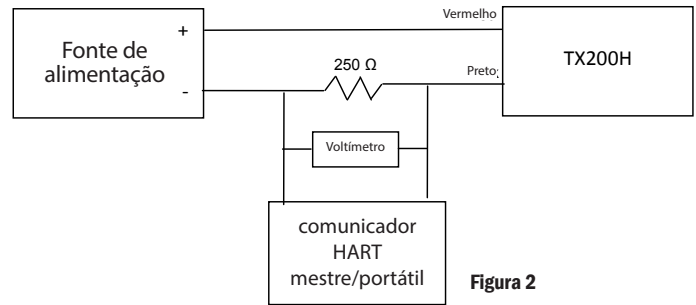 Vermelho
+
Fonte de
alimentação
TX200H
250 Ω
Preto
-
Voltímetro
comunicador
HART
mestre/portátil
Figura 2